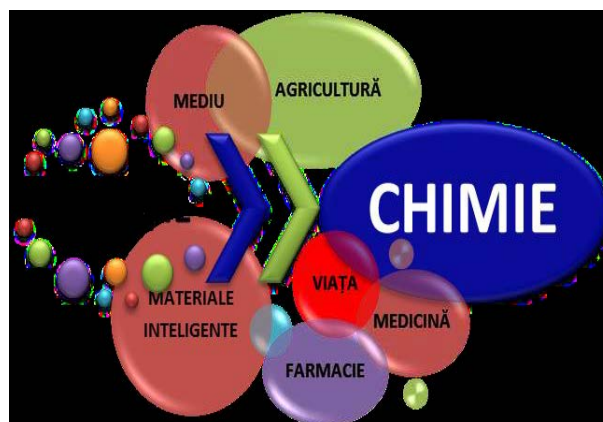 MEDIU
AGRICULTURĂ
CHIMIE
VIAȚA
MATERIALE
INTELIGENTE
MEDICINĂ
FARMACIE